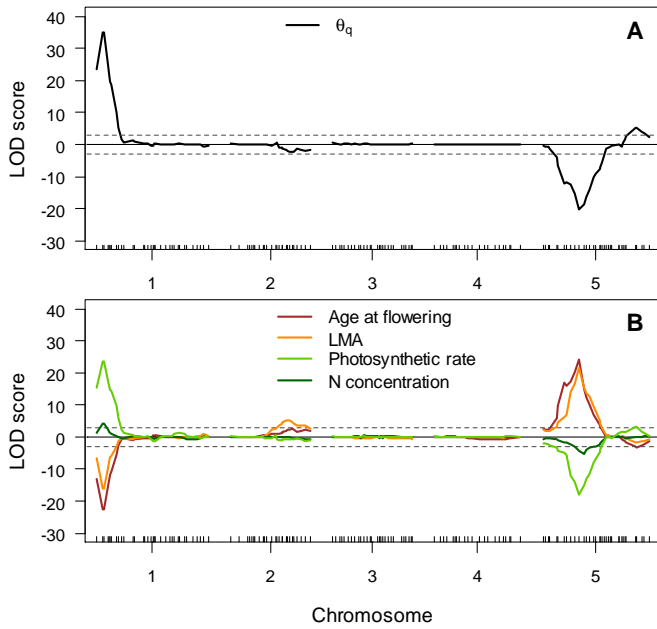 A
θq
LOD score
40
30
20
10
0
-10
-20
-30
1 2 3 4 5
B
Age at flowering
LMA
Photosynthetic rate
N concentration
LOD score
40
30
20
10
0
-10
-20
-30
1 2 3 4 5
Chromosome